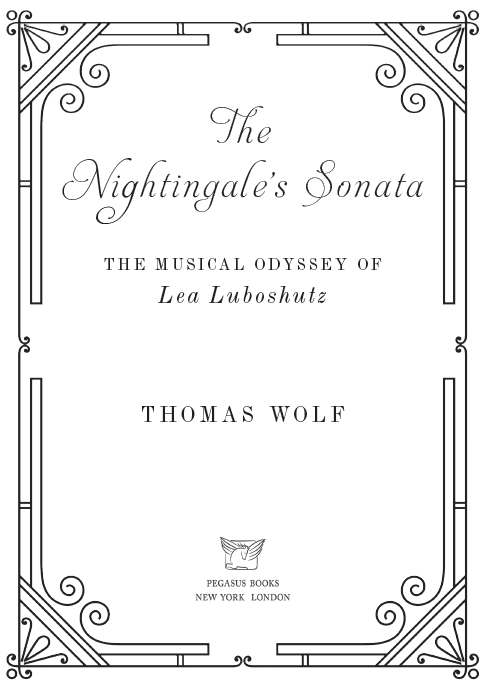 The
Nightingale's Sonata
THE MUSICAL ODYSSEY OF
Lea Luboshutz
THOMAS WOLF
PEGASUS BOOKS
NEW YORK LONDON